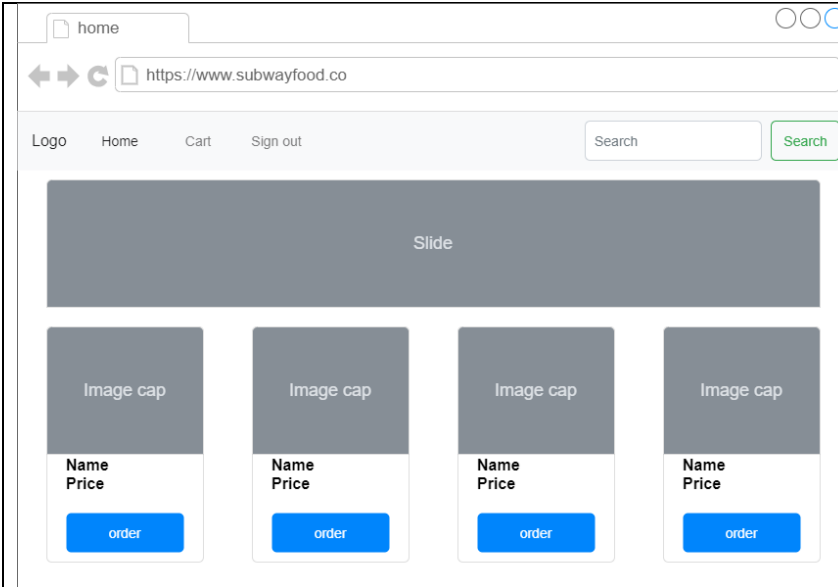 home
https://www.subwayfood.co
Logo Home Cart Sign out Search Search
Slide
Image cap Image cap Image cap Image cap
Name Name Name Name
Price Price Price Price
order order order order